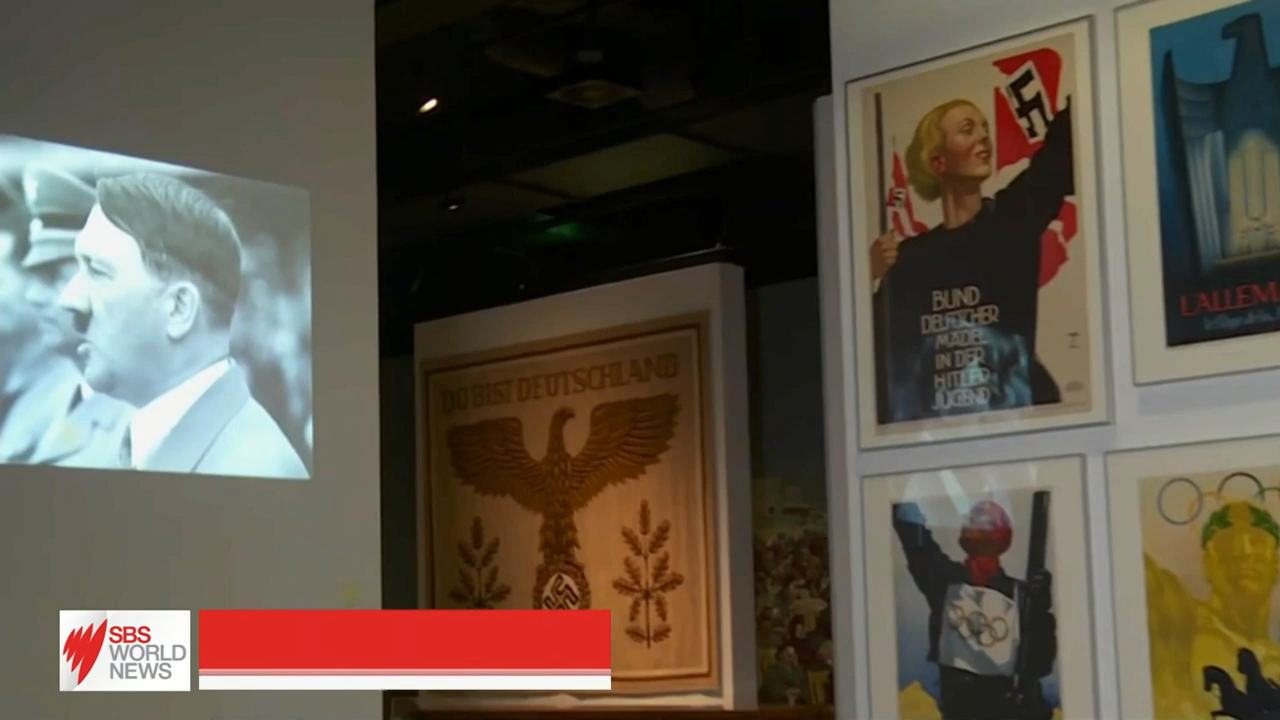 DU BIST DEUTSCHLAND
BUND
DEUTSCHER
MÄDEL
IN DER
HITLER
JUGEND
L'ALLEM
SBS
WORLD
NEWS